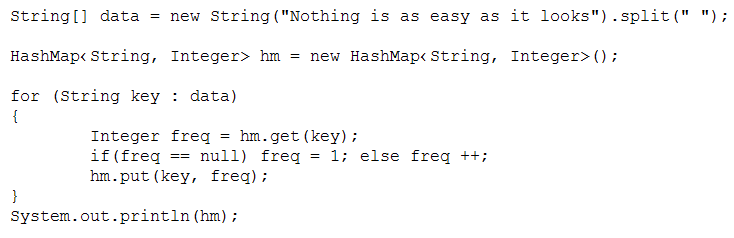 String[] data = new String("Nothing is as easy as it looks").split(" ");
HashMap<String, Integer> hm = new HashMap<String, Integer>();
for (String key : data)
{
Integer freq = hm.get(key);
if(freq == null) freq = 1; else freq ++;
hm.put(key, freq);
}
System.out.println(hm);